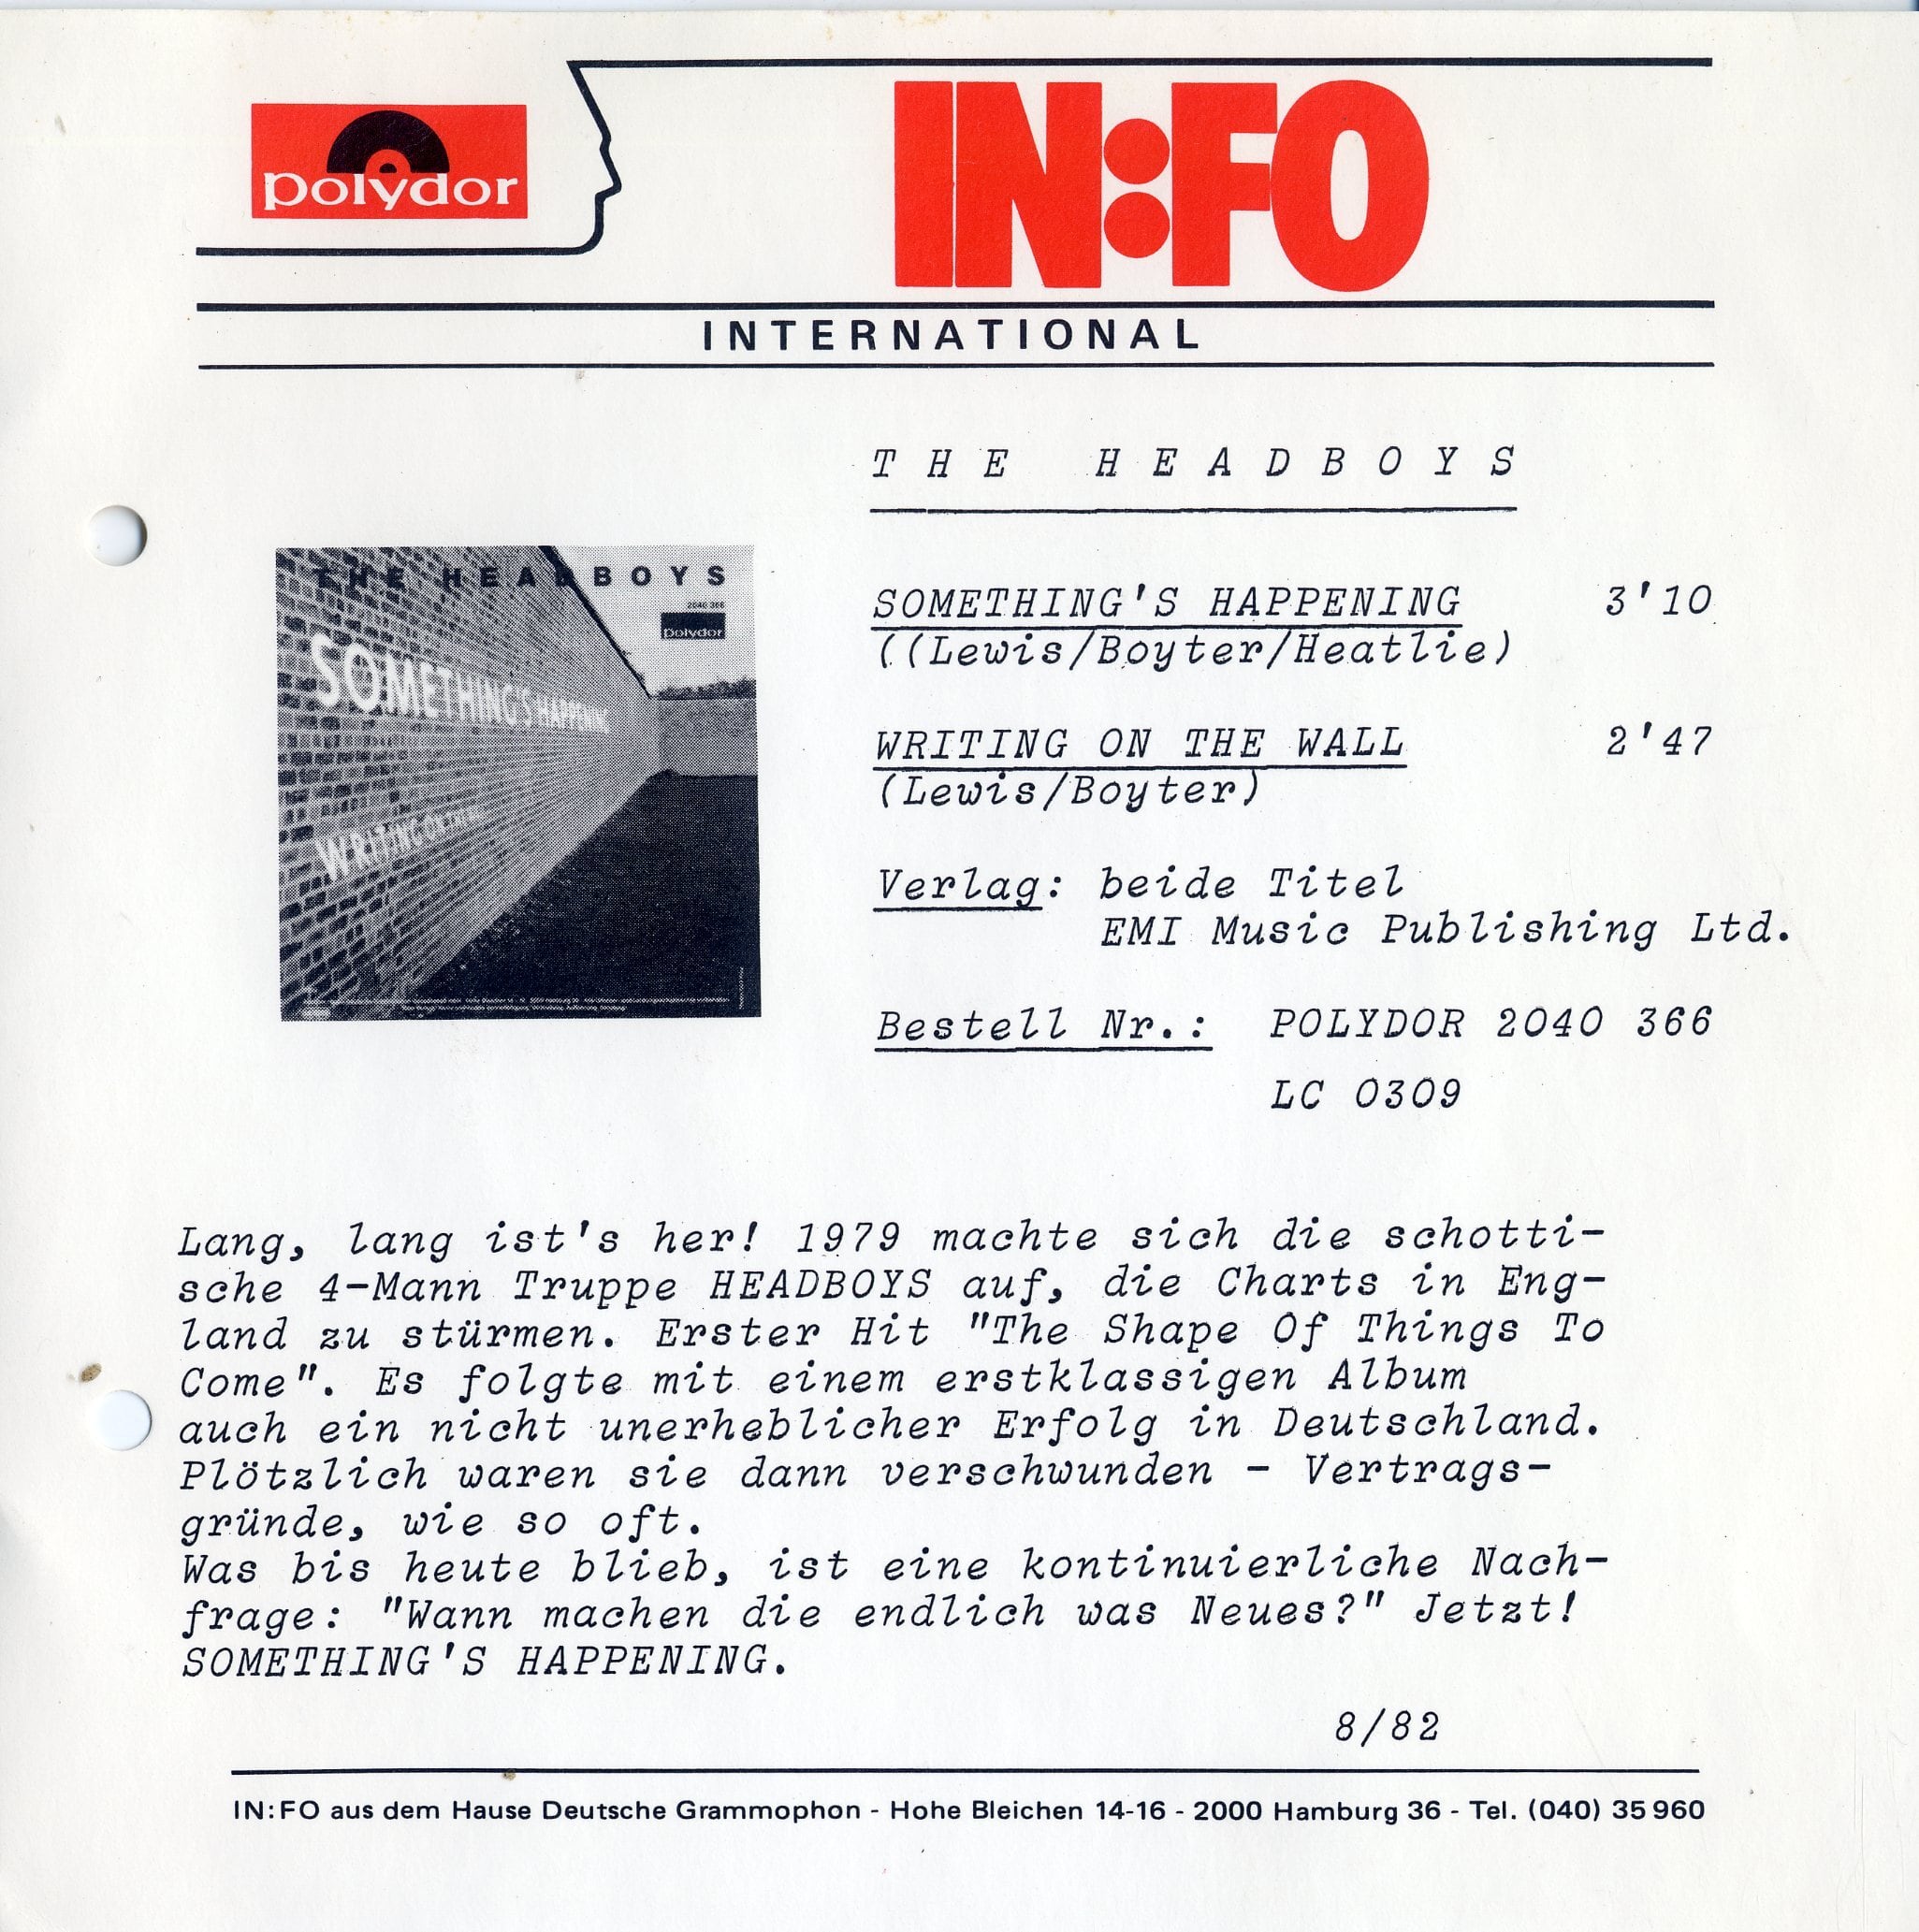 polydor
IN:FO
INTERNATIONAL
THE HEADBOYS
THE HEADBOYS
2040 366
polydor
SOMETHING'S HAPPENING
WRITING ON THE
SOMETHING'S HAPPENING 3'10
((Lewis/Boyter/Heatlie)
WRITING ON THE WALL 2'47
(Lewis/Boyter)
Verlag: beide Titel
EMI Music Publishing Ltd.
Bestell Nr.: POLYDOR 2040 366
LC 0309
Lang, lang ist's her! 1979 machte sich die schotti-
sche 4-Mann Truppe HEADBOYS auf, die Charts in Eng-
land zu stürmen. Erster Hit "The Shape Of Things To
Come". Es folgte mit einem erstklassigen Album
auch ein nicht unerheblicher Erfolg in Deutschland.
Plötzlich waren sie dann verschwunden - Vertrags-
gründe, wie so oft.
Was bis heute blieb, ist eine kontinuierliche Nach-
frage: "Wann machen die endlich was Neues?" Jetzt!
SOMETHING'S HAPPENING.
8/82
IN:FO aus dem Hause Deutsche Grammophon - Hohe Bleichen 14-16 - 2000 Hamburg 36 - Tel. (040) 35 960